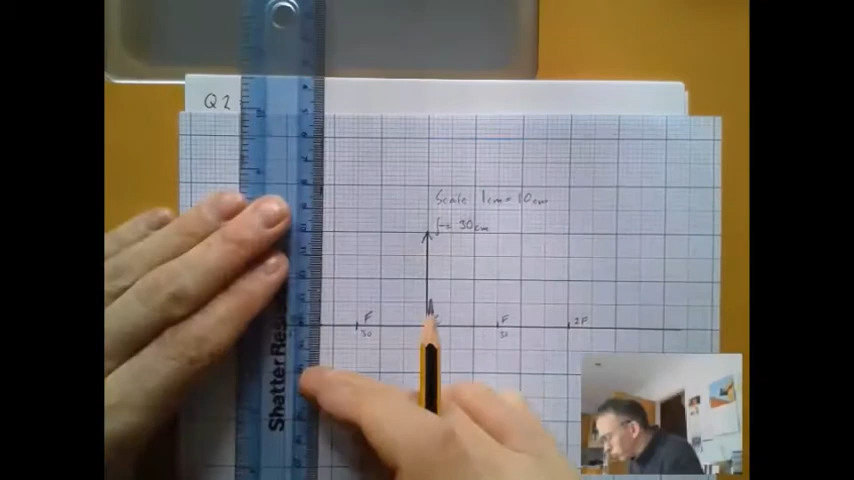 Q2
Scale 1cm = 10cm
f = 30cm
F
F
2F
30
30
Shatter Res